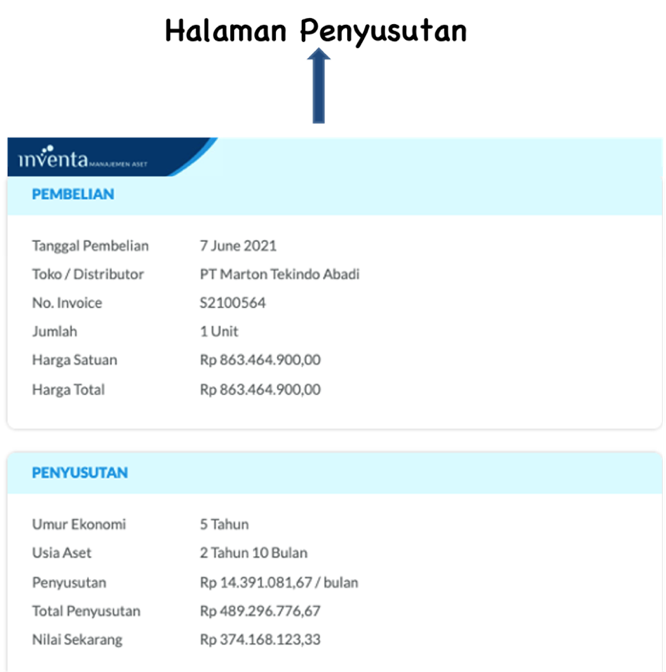 Halaman Penyusutan
inventa MANAJEMEN ASET
PEMBELIAN
Tanggal Pembelian 7 June 2021
Toko / Distributor PT Marton Tekindo Abadi
No. Invoice S2100564
Jumlah 1 Unit
Harga Satuan Rp 863.464.900,00
Harga Total Rp 863.464.900,00
PENYUSUTAN
Umur Ekonomi 5 Tahun
Usia Aset 2 Tahun 10 Bulan
Penyusutan Rp 14.391.081,67 / bulan
Total Penyusutan Rp 489.296.776,67
Nilai Sekarang Rp 374.168.123,33